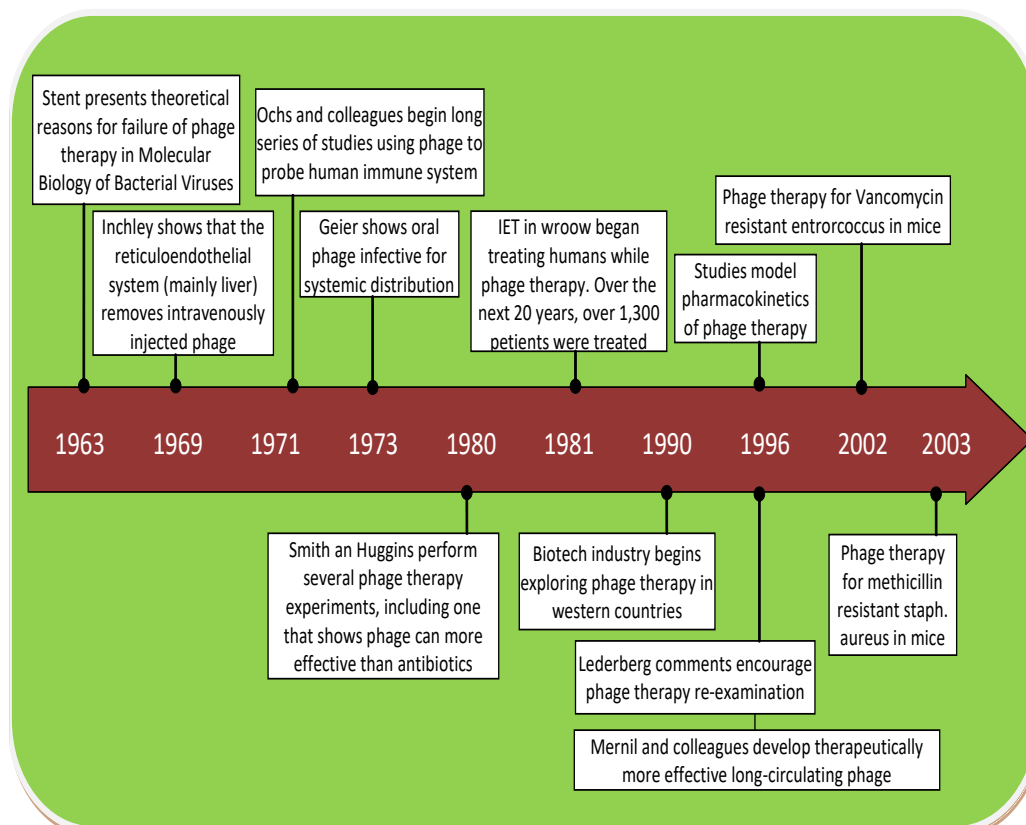 Stent presents theoretical
reasons for failure of phage
therapy in Molecular
Biology of Bacterial Viruses
Ochs and colleagues begin long
series of studies using phage to
probe human immune system
Inchley shows that the
reticuloendothelial
system (mainly liver)
removes intravenously
injected phage
Geier shows oral
phage infective for
systemic distribution
IET in wroow began
treating humans while
phage therapy. Over the
next 20 years, over 1,300
petients were treated
Studies model
pharmacokinetics
of phage therapy
Phage therapy for Vancomycin
resistant entrorcoccus in mice
1963 1969 1971 1973 1980 1981 1990 1996 2002 2003
Smith an Huggins perform
several phage therapy
experiments, including one
that shows phage can more
effective than antibiotics
Biotech industry begins
exploring phage therapy in
western countries
Lederberg comments encourage
phage therapy re-examination
Mernil and colleagues develop therapeutically
more effective long-circulating phage
Phage therapy
for methicillin
resistant staph.
aureus in mice